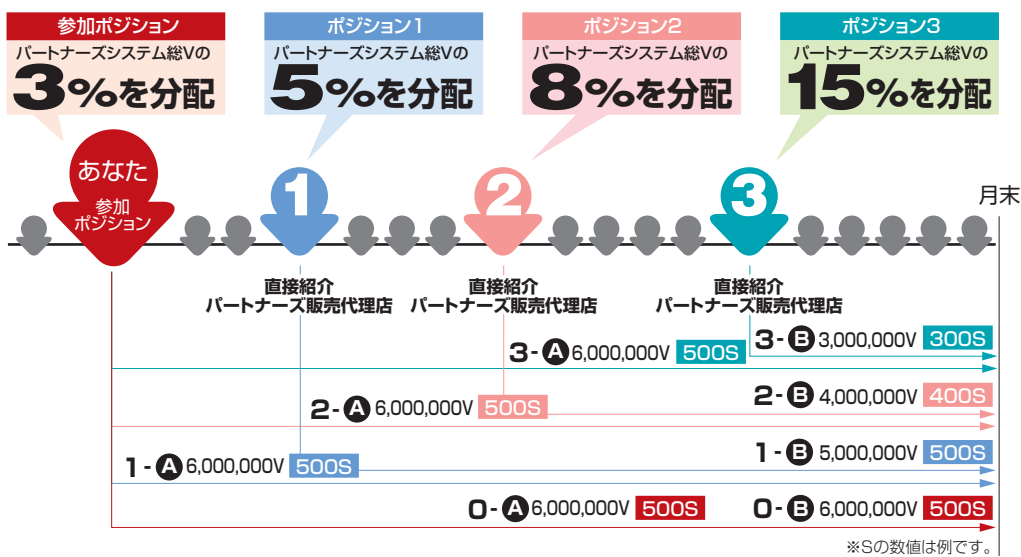 参加ポジション
パートナーズシステム総Vの
3%を分配
ポジション1
パートナーズシステム総Vの
5%を分配
ポジション2
パートナーズシステム総Vの
8%を分配
ポジション3
パートナーズシステム総Vの
15%を分配
あなた
参加
ポジション
1
2
3
月末
直接紹介
パートナーズ販売代理店
直接紹介
パートナーズ販売代理店
直接紹介
パートナーズ販売代理店
3-A 6,000,000V 500S
3-B 3,000,000V 300S
2-A 6,000,000V 500S
2-B 4,000,000V 400S
1-A 6,000,000V 500S
1-B 5,000,000V 500S
0-A 6,000,000V 500S
0-B 6,000,000V 500S
※Sの数値は例です。